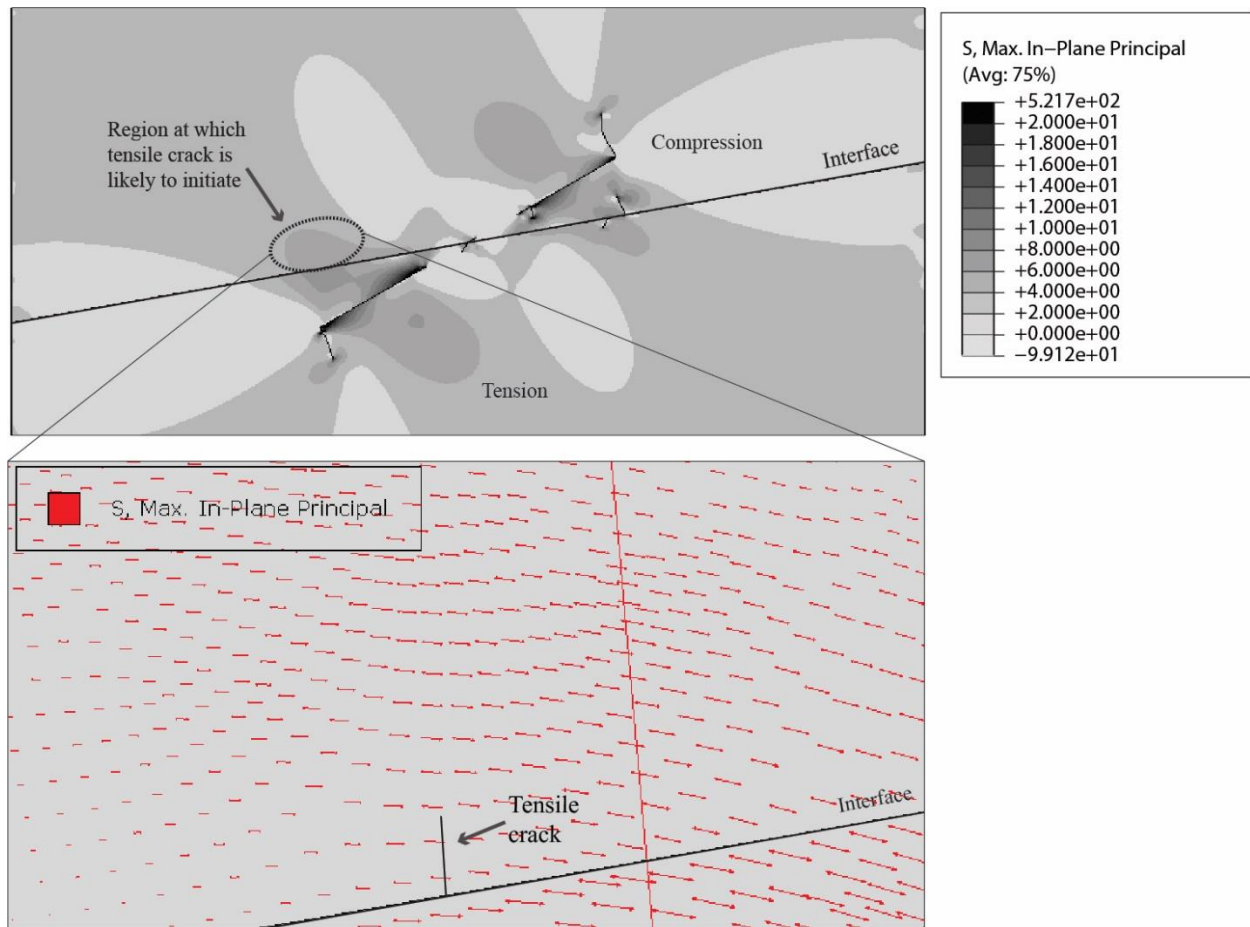 Region at which
tensile crack is
likely to initiate
Compression
Interface
Tension
S, Max. In−Plane Principal
(Avg: 75%)
+5.217e+02
+2.000e+01
+1.800e+01
+1.600e+01
+1.400e+01
+1.200e+01
+1.000e+01
+8.000e+00
+6.000e+00
+4.000e+00
+2.000e+00
+0.000e+00
−9.912e+01
S, Max. In-Plane Principal
Tensile
crack
Interface